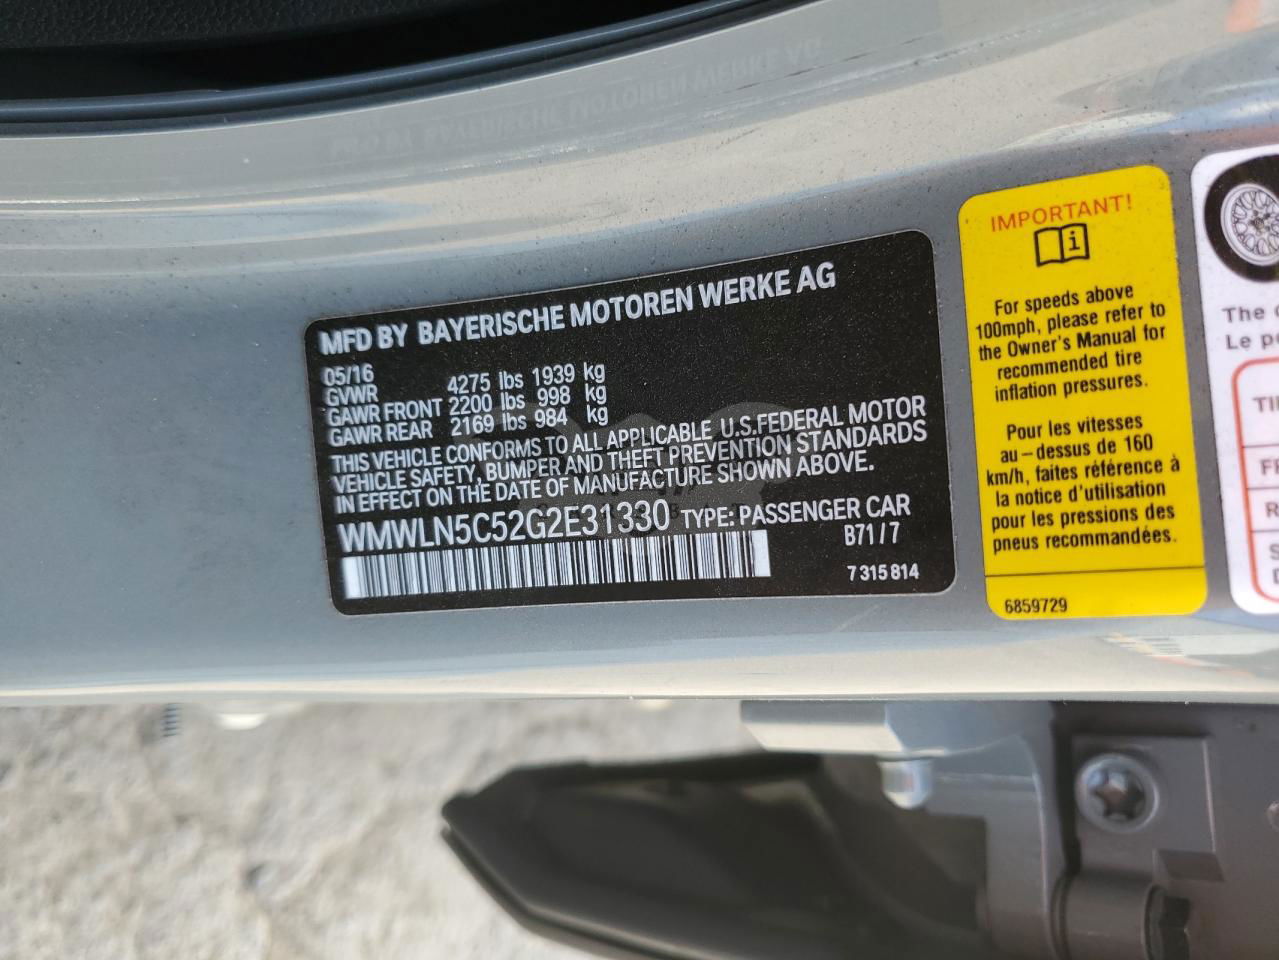 MFD BY BAYERISCHE MOTOREN WERKE AG
05/16
GVWR 4275 lbs 1939 kg
GAWR FRONT 2200 lbs 998 kg
GAWR REAR 2169 lbs 984 kg
THIS VEHICLE CONFORMS TO ALL APPLICABLE U.S.FEDERAL MOTOR
VEHICLE SAFETY, BUMPER AND THEFT PREVENTION STANDARDS
IN EFFECT ON THE DATE OF MANUFACTURE SHOWN ABOVE.
WMWLN5C52G2E31330 TYPE: PASSENGER CAR
B71/7
7 315 814
IMPORTANT!
For speeds above
100mph, please refer to
the Owner's Manual for
recommended tire
inflation pressures.
Pour les vitesses
au-dessus de 160
km/h, faites référence à
la notice d'utilisation
pour les pressions de
pneus recommandées.
6859729
The
Le